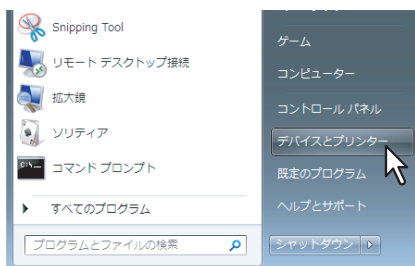 Snipping Tool
リモート デスクトップ接続
拡大鏡
ソリティア
コマンド プロンプト
すべてのプログラム
プログラムとファイルの検索
ゲーム
コンピューター
コントロール パネル
デバイスとプリンター
既定のプログラム
ヘルプとサポート
シャットダウン